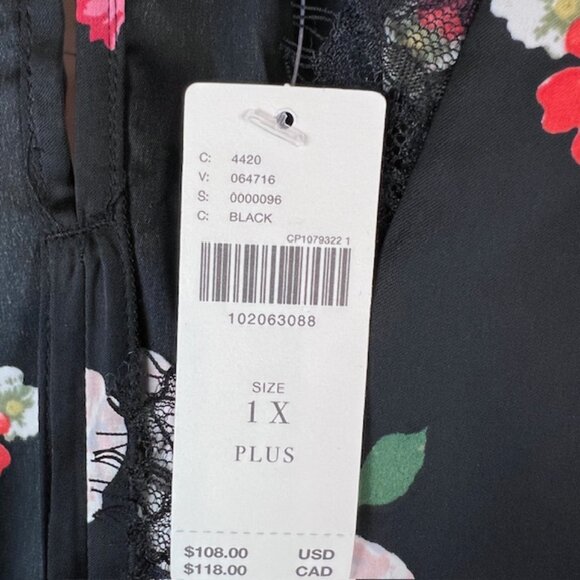 C: 4420
V: 064716
S: 0000096
C: BLACK
CP1079322 1
102063088
SIZE
1 X
PLUS
$108.00 USD
$118.00 CAD